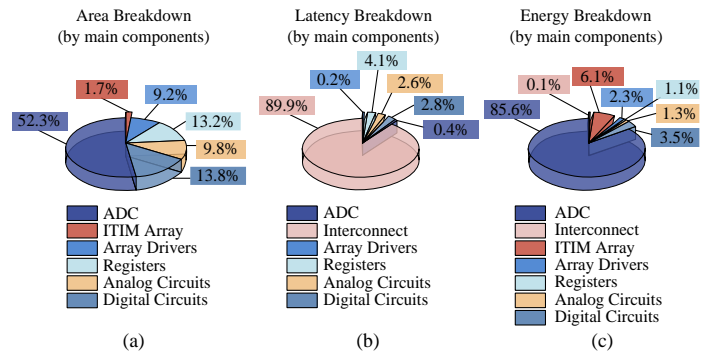 Area Breakdown
(by main components)
1.7%
9.2%
52.3%
13.2%
9.8%
13.8%
ADC
ITIM Array
Array Drivers
Registers
Analog Circuits
Digital Circuits
(a)
Latency Breakdown
(by main components)
4.1%
0.2%
2.6%
89.9%
2.8%
0.4%
ADC
Interconnect
Array Drivers
Registers
Analog Circuits
Digital Circuits
(b)
Energy Breakdown
(by main components)
6.1%
0.1%
1.1%
2.3%
85.6%
1.3%
3.5%
ADC
Interconnect
ITIM Array
Array Drivers
Registers
Analog Circuits
Digital Circuits
(c)